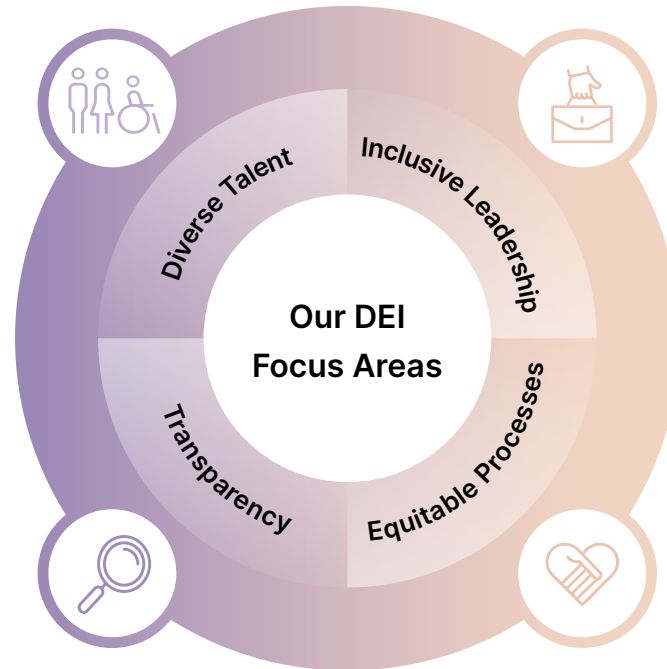 Diverse Talent
Inclusive Leadership
Our DEI
Focus Areas
Transparency
Equitable Processes